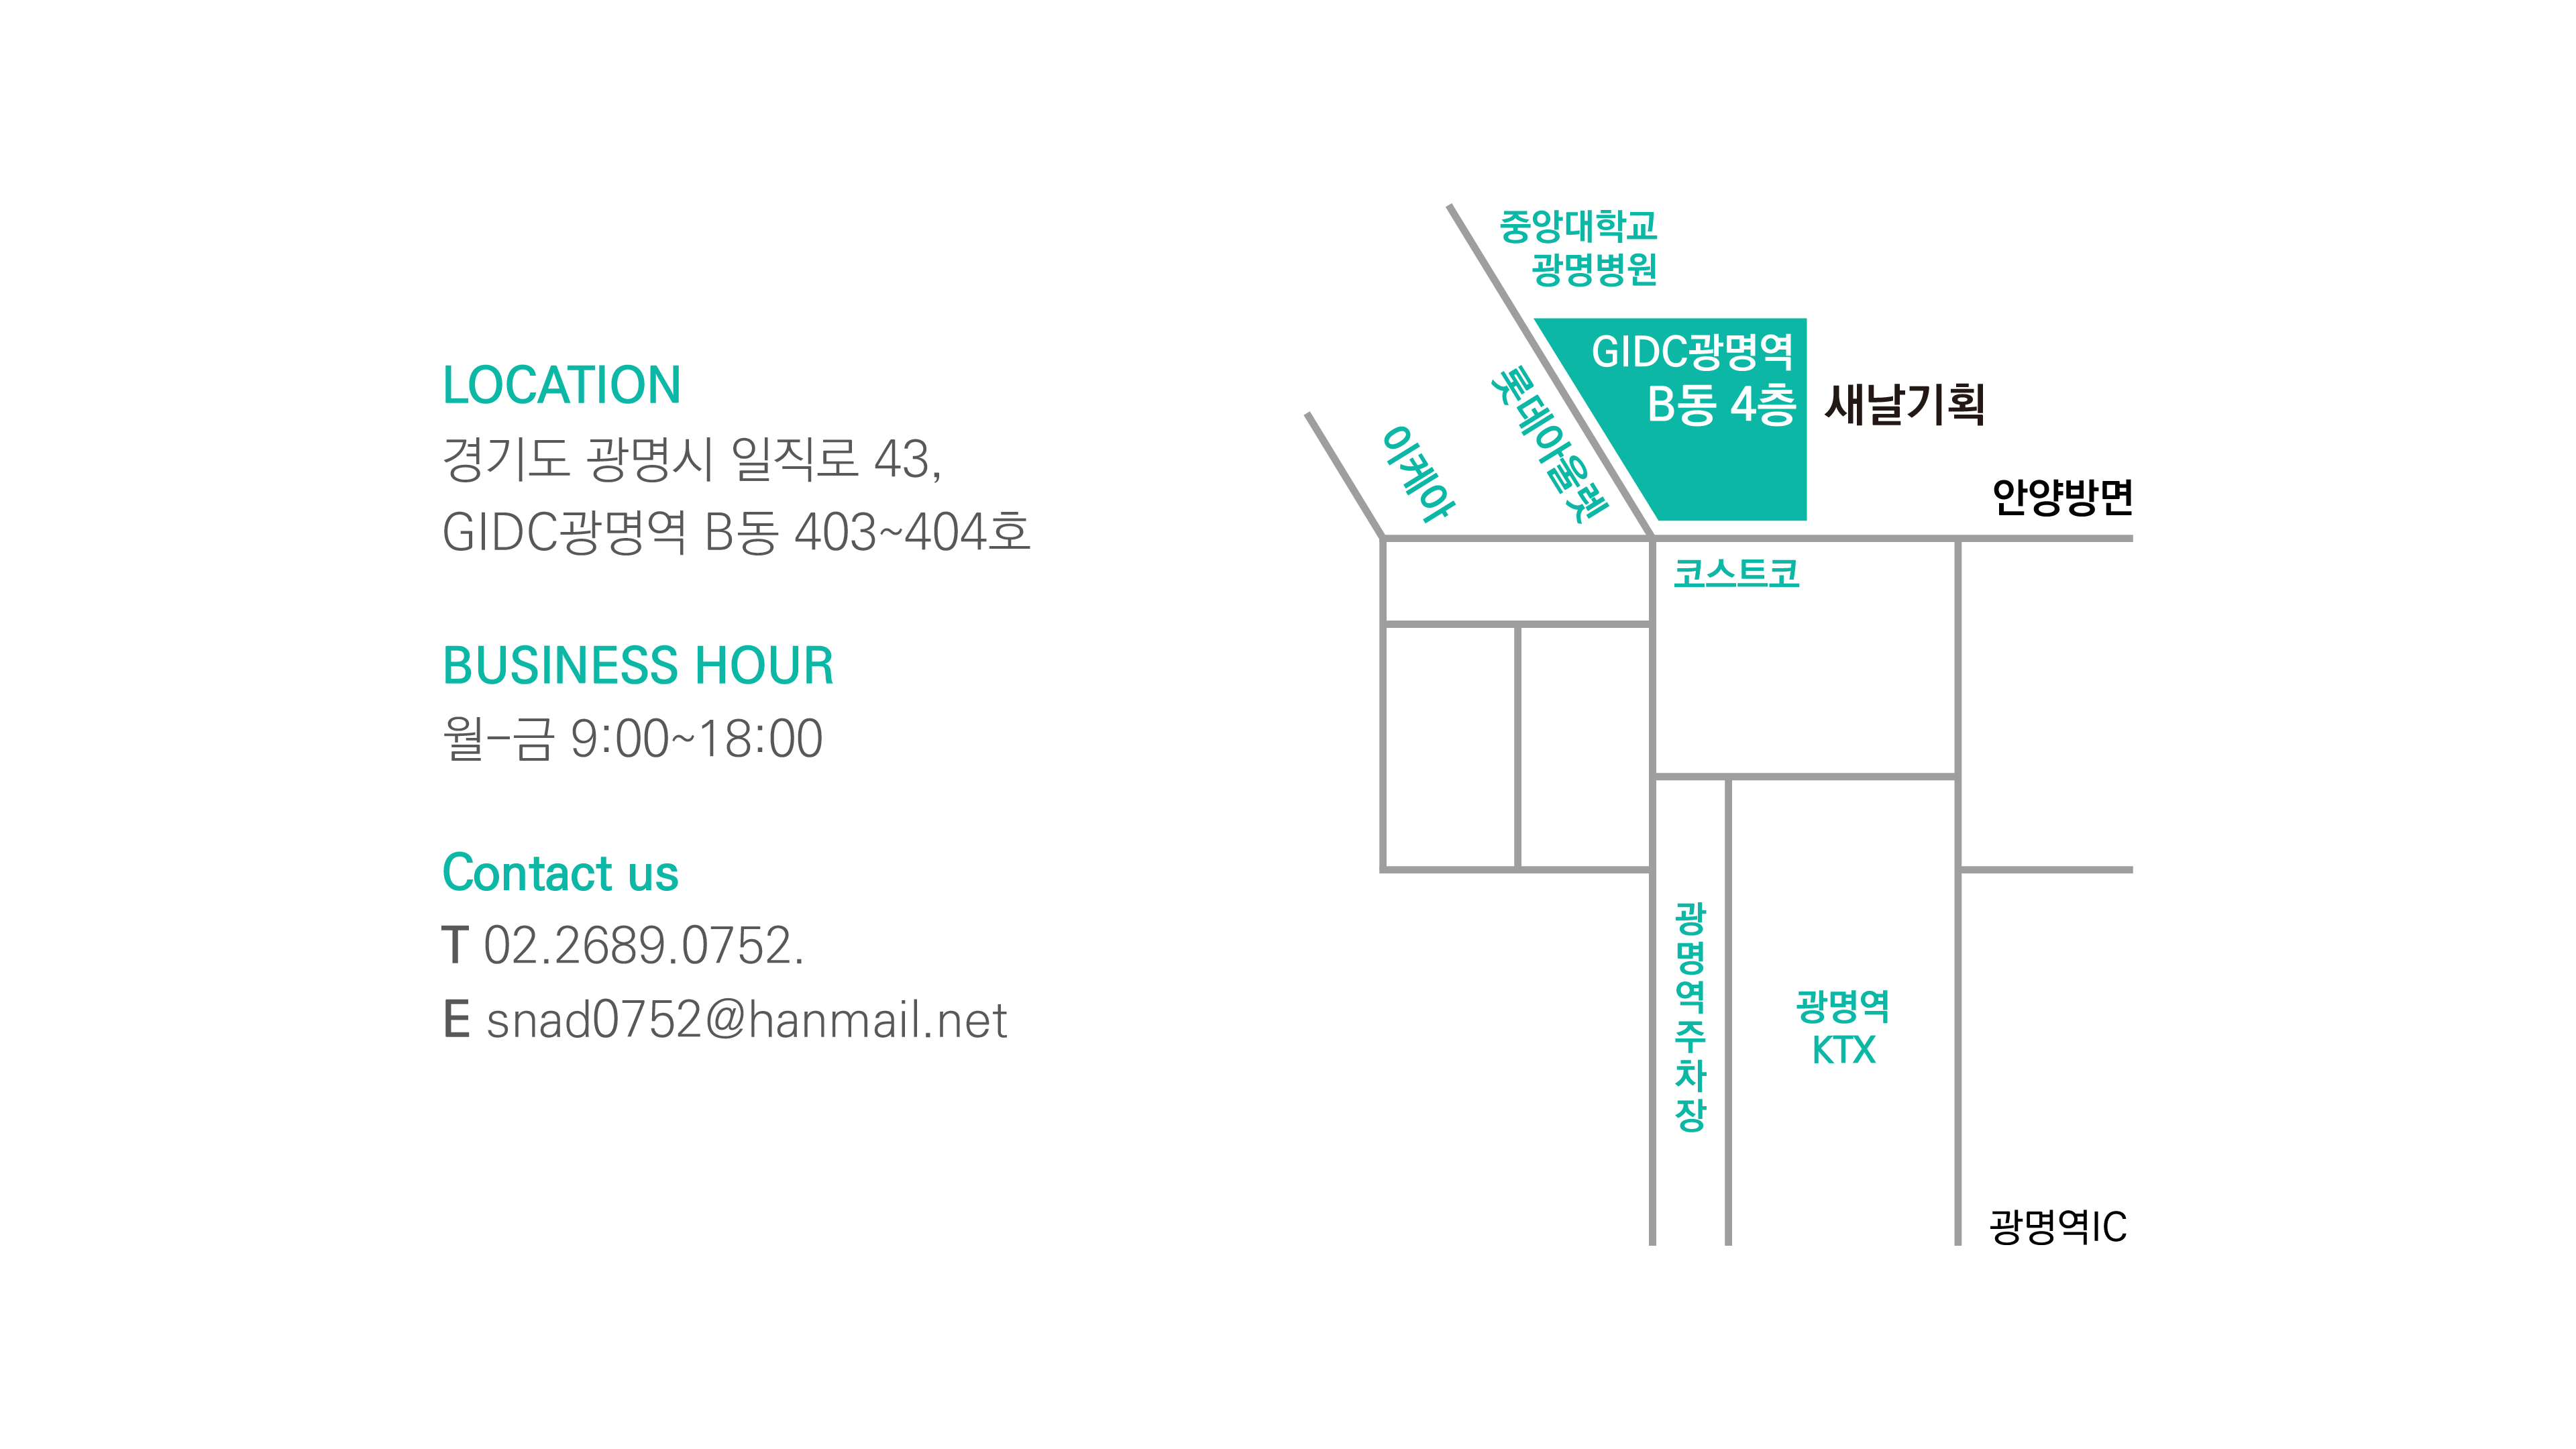 LOCATION
경기도 광명시 일직로 43,
GIDC광명역 B동 403~404호
BUSINESS HOUR
월-금 9:00~18:00
Contact us
T 02.2689.0752.
E snad0752@hanmail.net
중앙대학교
광명병원
GIDC광명역
B동 4층
새날기획
롯데아울렛
이케아
안양방면
코스트코
광명역주차장
광명역
KTX
광명역IC